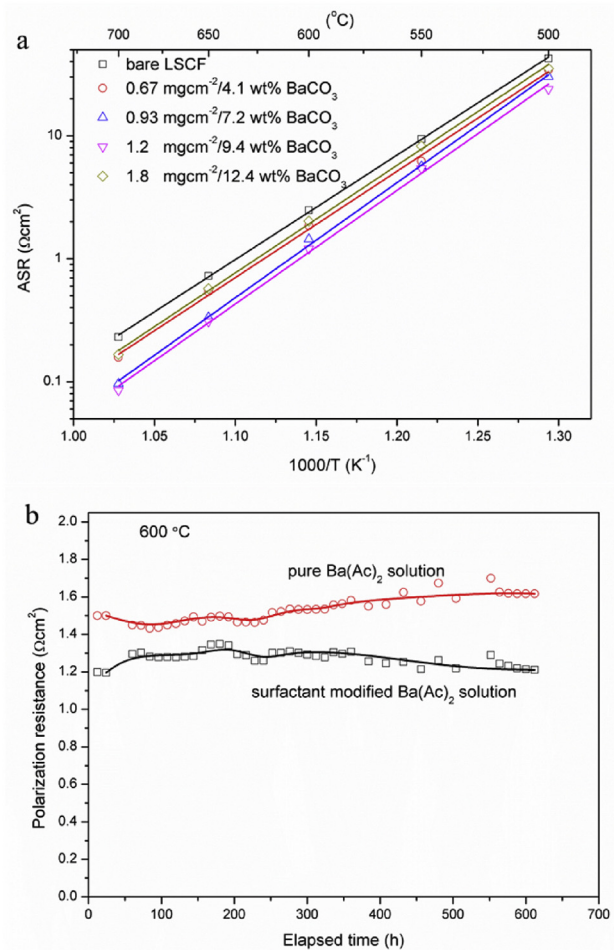 a
(°C)
700 650 600 550 500
bare LSCF
0.67 mgcm⁻²/4.1 wt% BaCO₃
0.93 mgcm⁻²/7.2 wt% BaCO₃
1.2 mgcm⁻²/9.4 wt% BaCO₃
1.8 mgcm⁻²/12.4 wt% BaCO₃
10
1
0.1
ASR (Ωcm²)
1.00 1.05 1.10 1.15 1.20 1.25 1.30
1000/T (K⁻¹)
b
600 °C
pure Ba(Ac)₂ solution
surfactant modified Ba(Ac)₂ solution
2.0
1.8
1.6
1.4
1.2
1.0
0.8
0.6
0.4
0.2
0.0
Polarization resistance (Ωcm²)
0 100 200 300 400 500 600 700
Elapsed time (h)